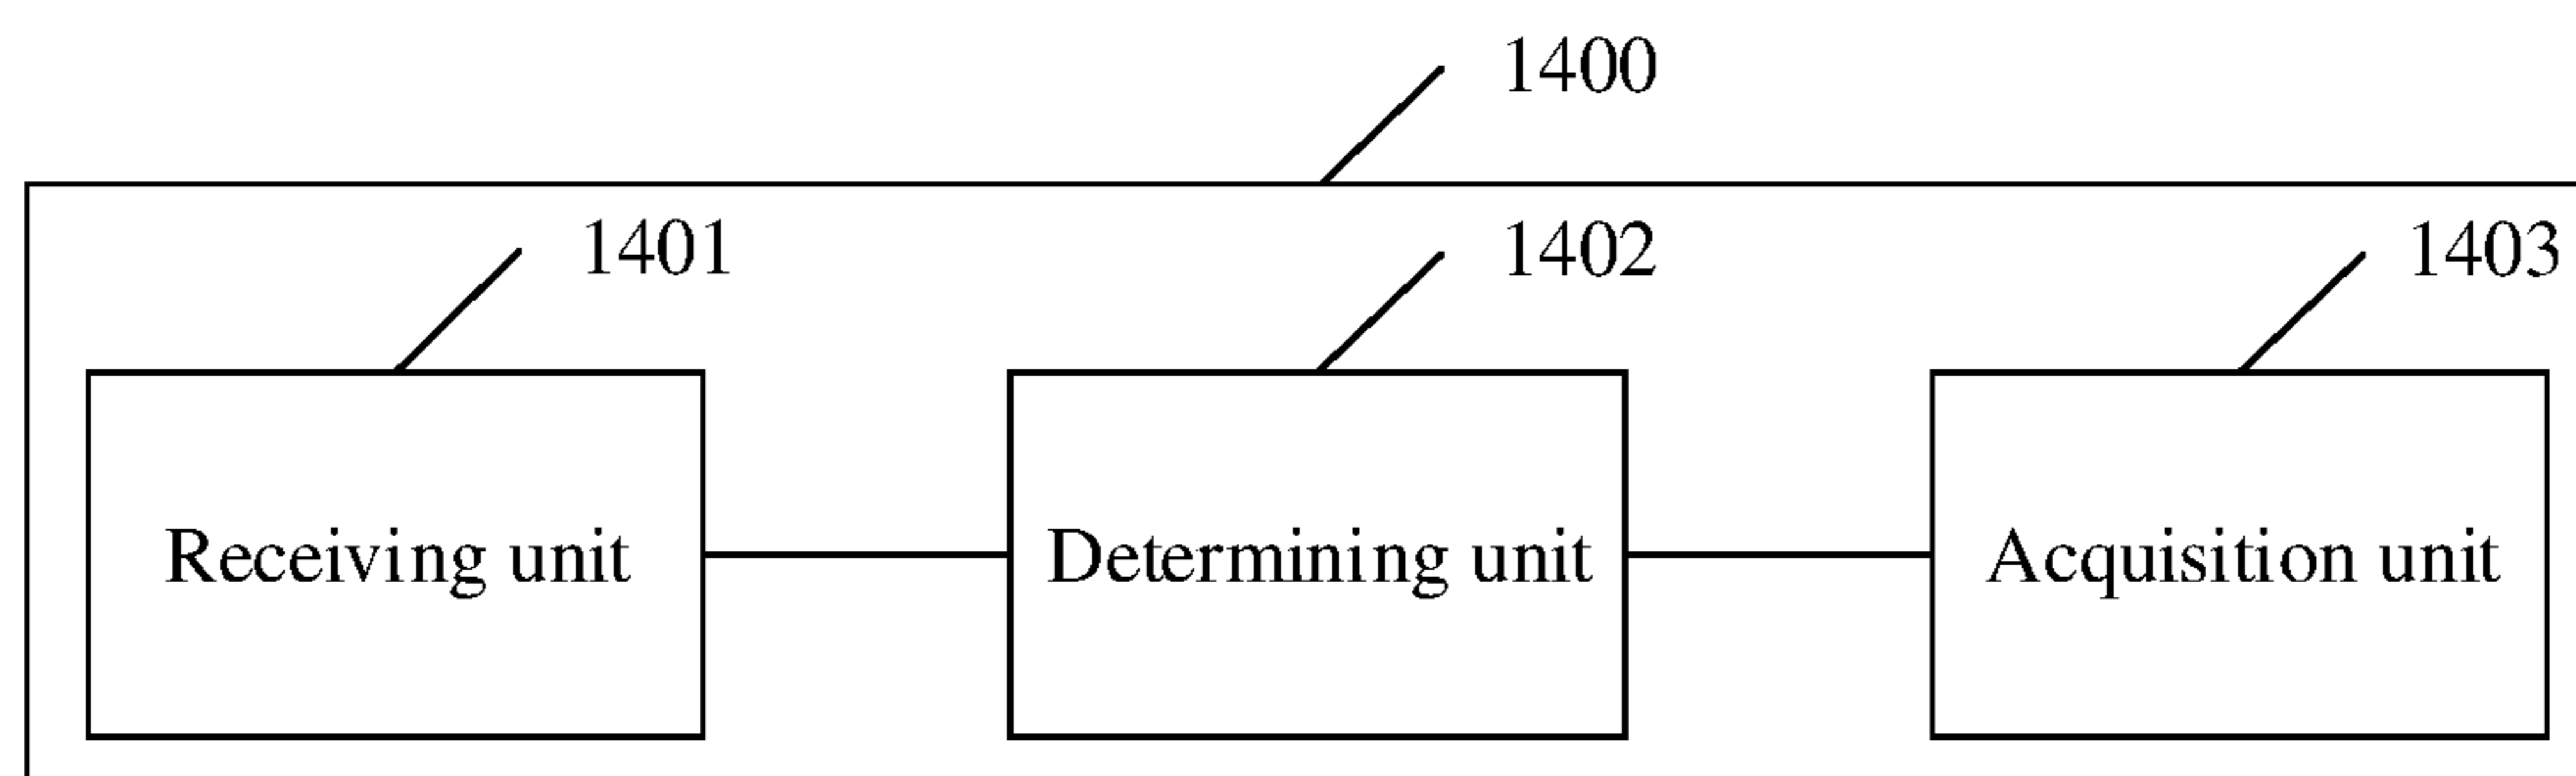 1400
1401
1402
1403
Receiving unit
Determining unit
Acquisition unit